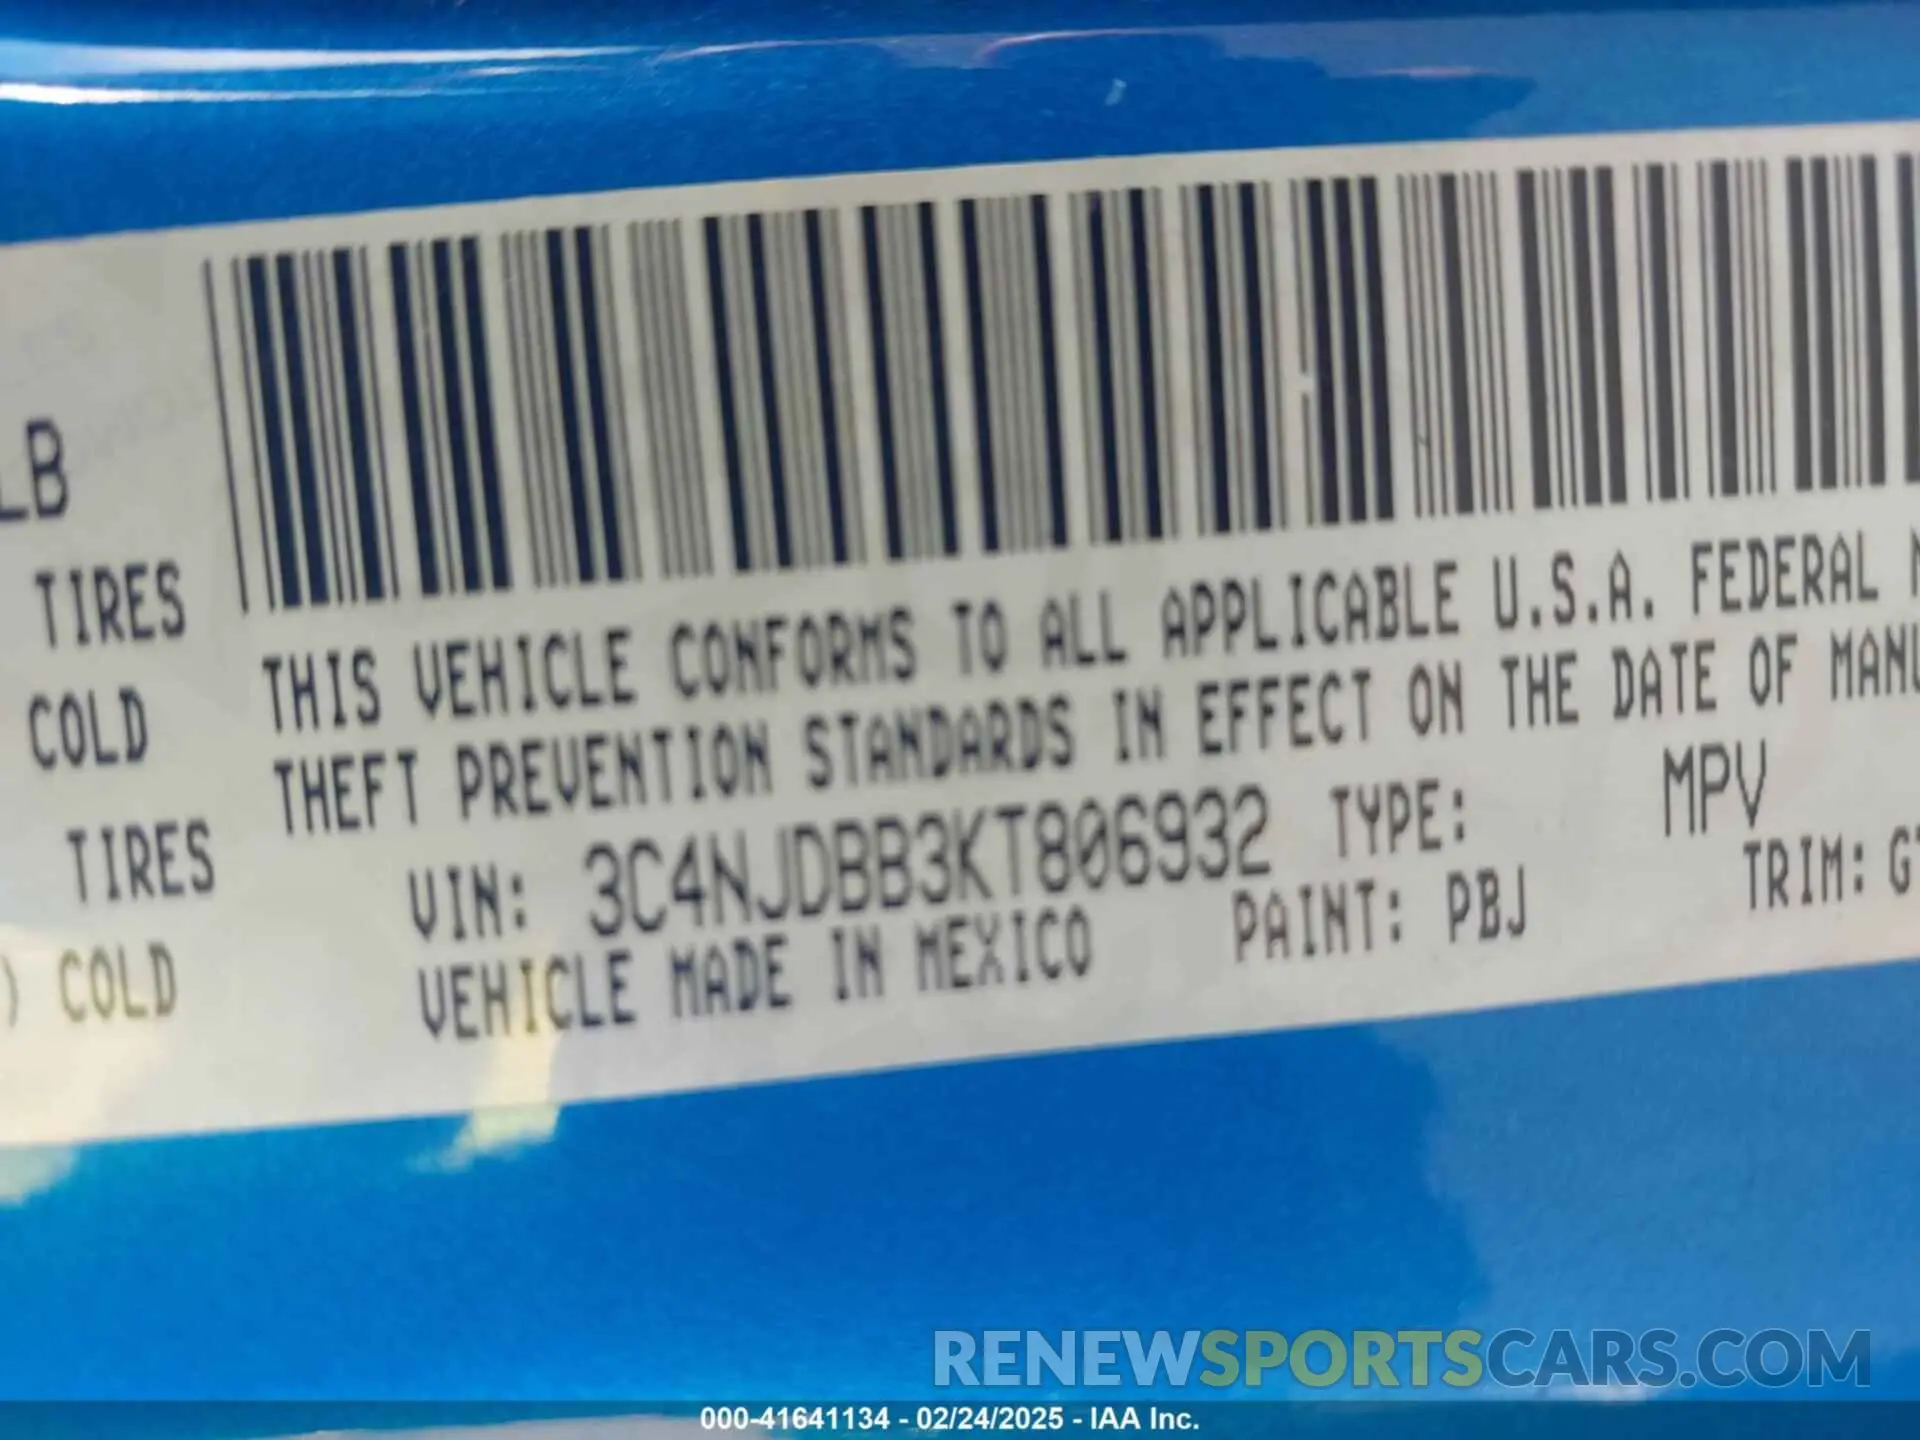 LB
TIRES
COLD
TIRES
) COLD
THIS VEHICLE CONFORMS TO ALL APPLICABLE U.S.A. FEDERAL
THEFT PREVENTION STANDARDS IN EFFECT ON THE DATE OF MANU
VIN: 3C4NJDBB3KT806932 TYPE: MPV
VEHICLE MADE IN MEXICO PAINT: PBJ TRIM: G
RENEWSPORTSCARS.COM
000-41641134 - 02/24/2025 - IAA Inc.